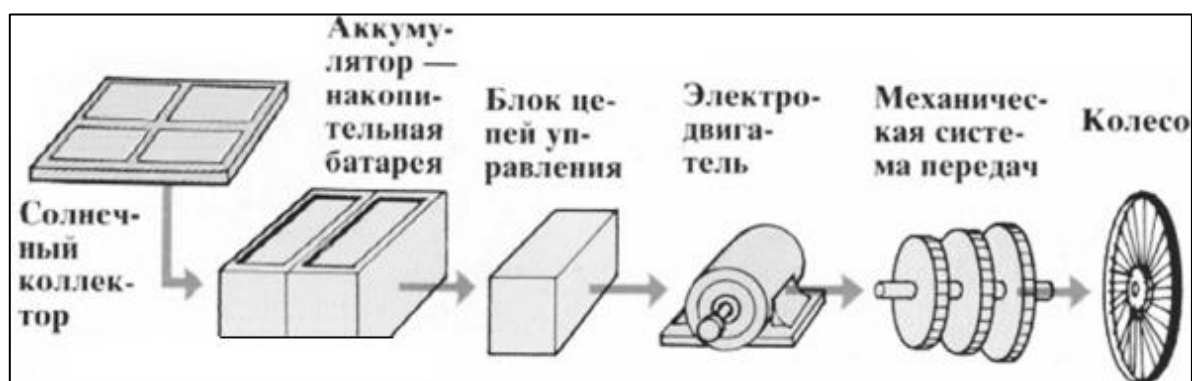 Солнеч-
ный
коллек-
тор
Аккуму-
лятор —
накопи-
тельная
батарея
Блок це-
пей уп-
равления
Электро-
двига-
тель
Механичес-
кая систе-
ма передач
Колесо